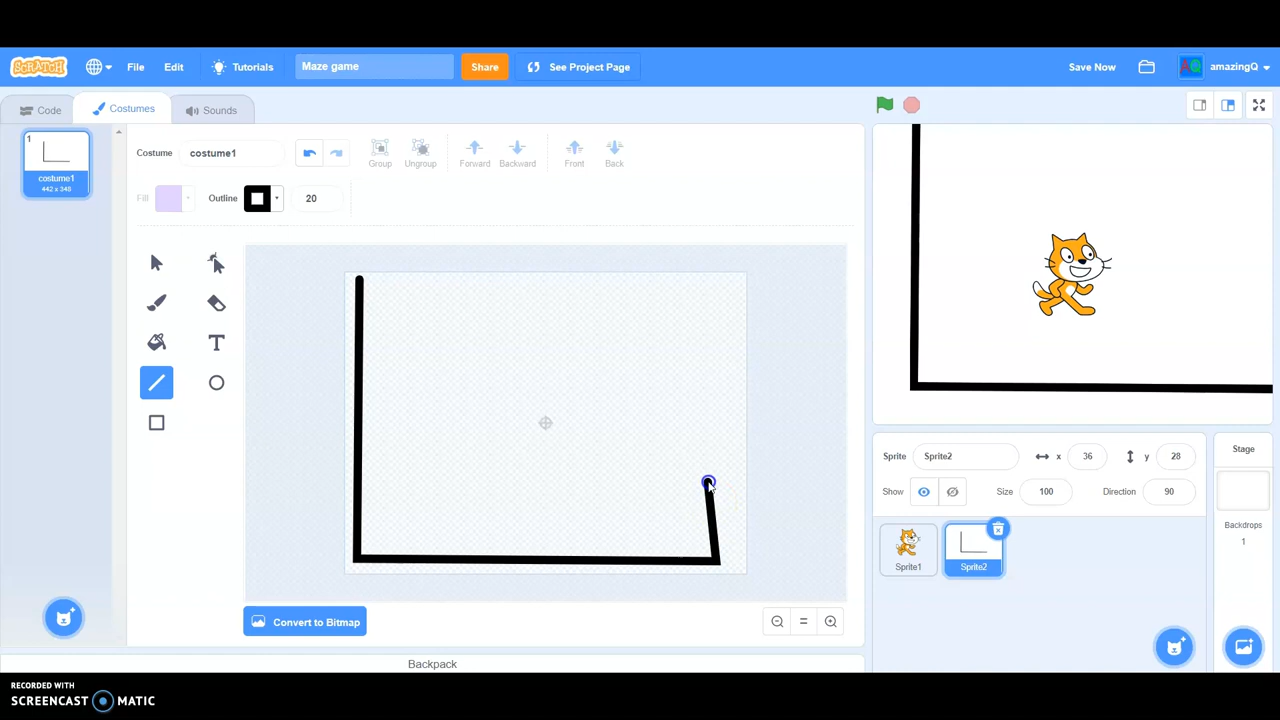 SCRATCH
File
Edit
Tutorials
Maze game
Share
See Project Page
Save Now
AQ
amazingQ
Code
Costumes
Sounds
1
costume1
442 x 348
Costume
costume1
Group
Ungroup
Forward
Backward
Front
Back
Fill
Outline
20
T
Convert to Bitmap
Backpack
Sprite
Sprite2
x
36
y
28
Show
Size
100
Direction
90
Sprite1
Sprite2
Stage
Backdrops
1
RECORDED WITH
SCREENCAST MATIC